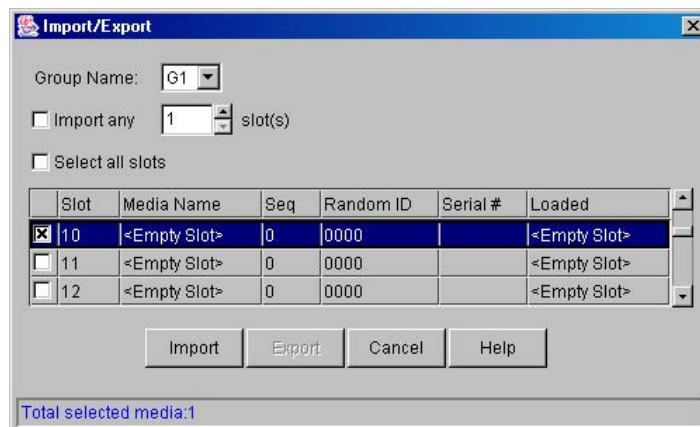 Import/Export
Group Name: G1
Import any 1 slot(s)
Select all slots
Slot Media Name Seq Random ID Serial # Loaded
10 <Empty Slot> 0 0000 <Empty Slot>
11 <Empty Slot> 0 0000 <Empty Slot>
12 <Empty Slot> 0 0000 <Empty Slot>
Import Export Cancel Help
Total selected media:1